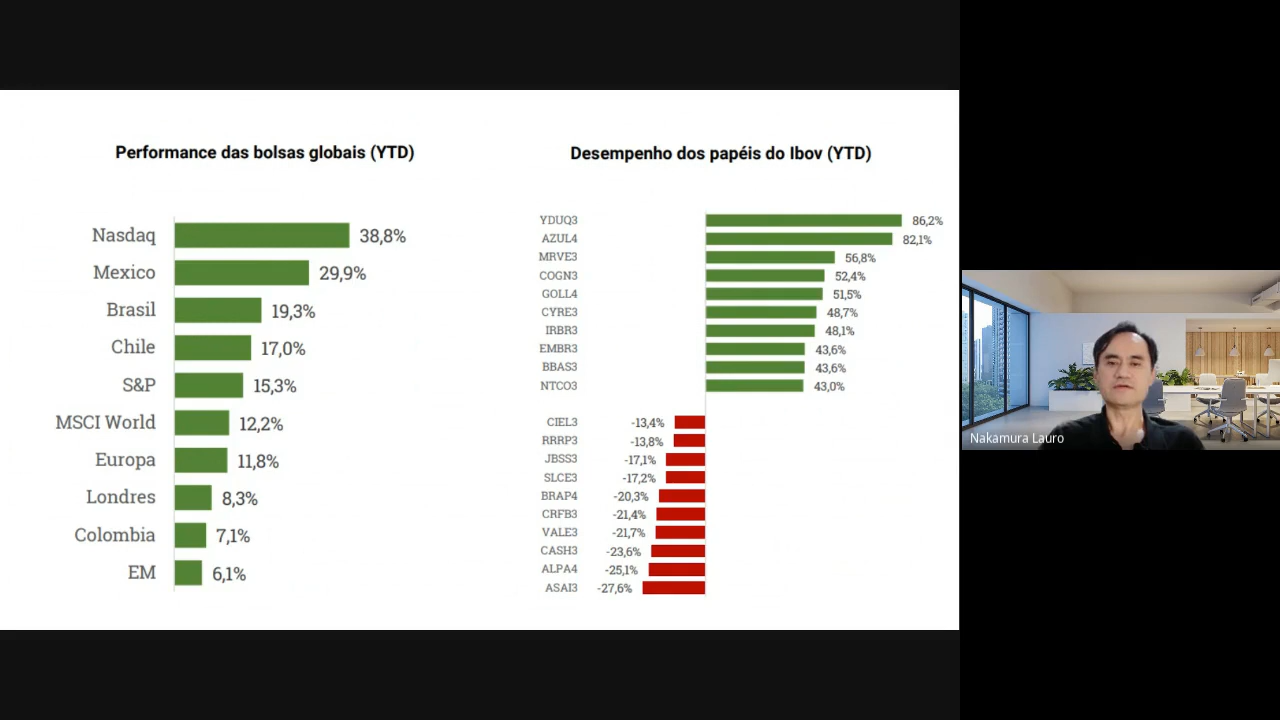 Performance das bolsas globais (YTD)
Nasdaq 38,8%
Mexico 29,9%
Brasil 19,3%
Chile 17,0%
S&P 15,3%
MSCI World 12,2%
Europa 11,8%
Londres 8,3%
Colombia 7,1%
EM 6,1%
Desempenho dos papéis do Ibov (YTD)
YDUQ3 86,2%
AZUL4 82,1%
MRVE3 56,8%
COGN3 52,4%
GOLL4 51,5%
CYRE3 48,7%
IRBR3 48,1%
EMBR3 43,6%
BBAS3 43,6%
NTCO3 43,0%
CIEL3 -13,4%
RRRP3 -13,8%
JBSS3 -17,1%
SLCE3 -17,2%
BRAP4 -20,3%
CRFB3 -21,4%
VALE3 -21,7%
CASH3 -23,6%
ALPA4 -25,1%
ASAI3 -27,6%
Nakamura Lauro